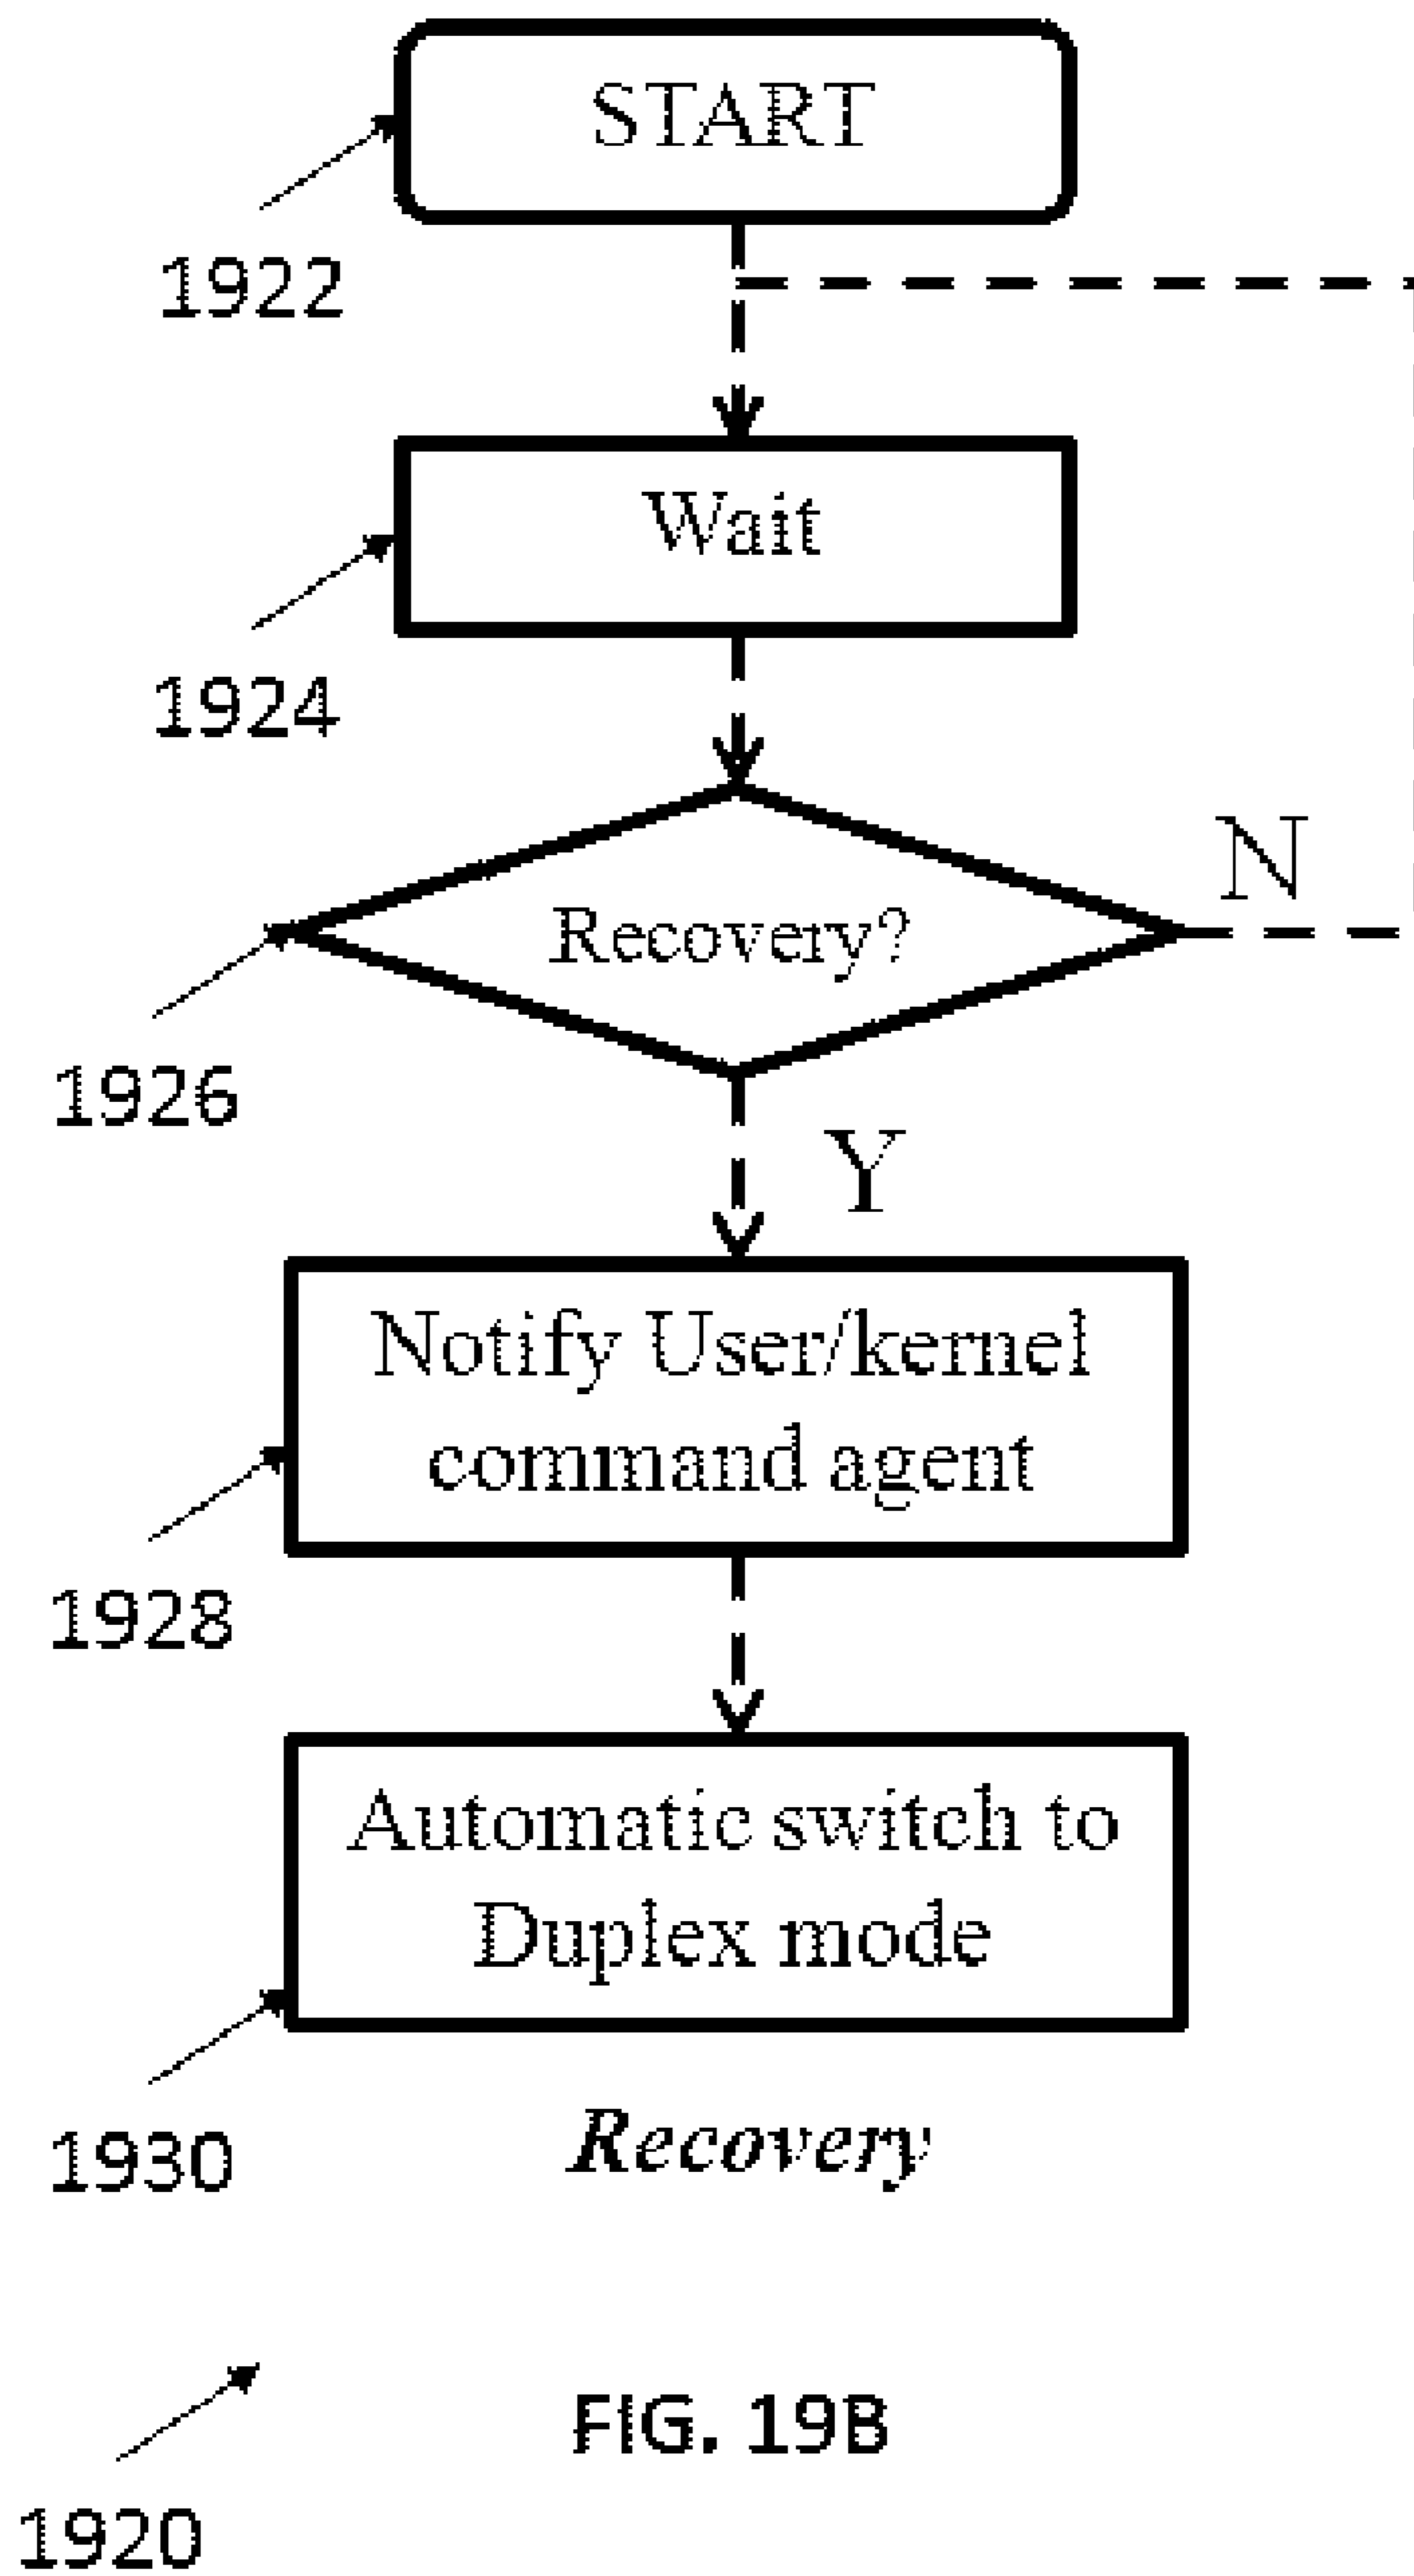 START
1922
Wait
1924
N
Recovery?
1926
Y
Notify User/kernel
command agent
1928
Automatic switch to
Duplex mode
1930
Recovery
FIG. 19B
1920